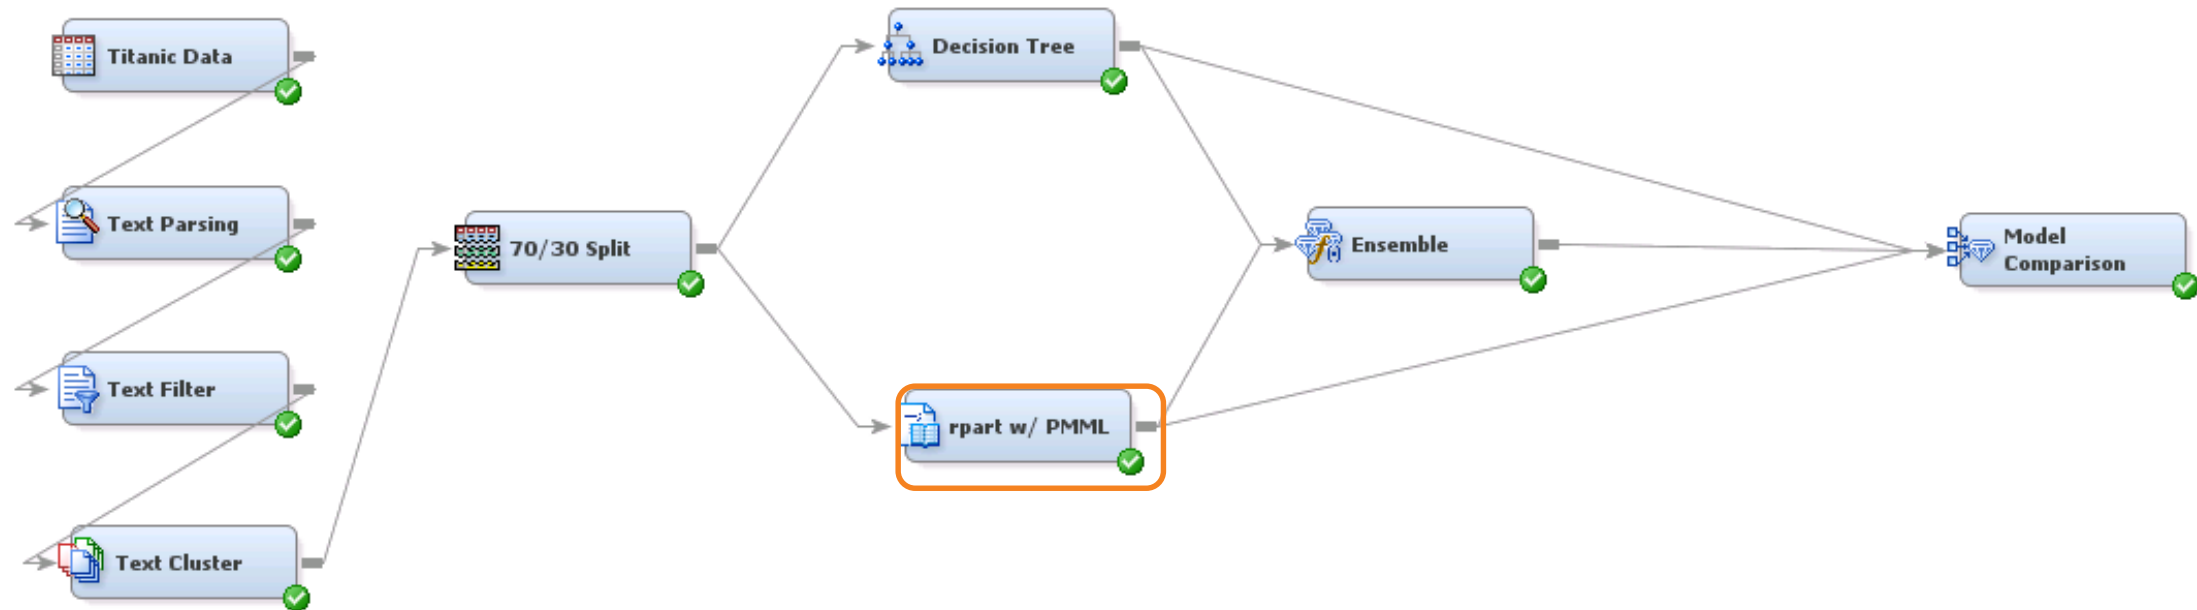 Titanic Data
Text Parsing
Text Filter
Text Cluster
70/30 Split
Decision Tree
rpart w/ PMML
Ensemble
Model
Comparison